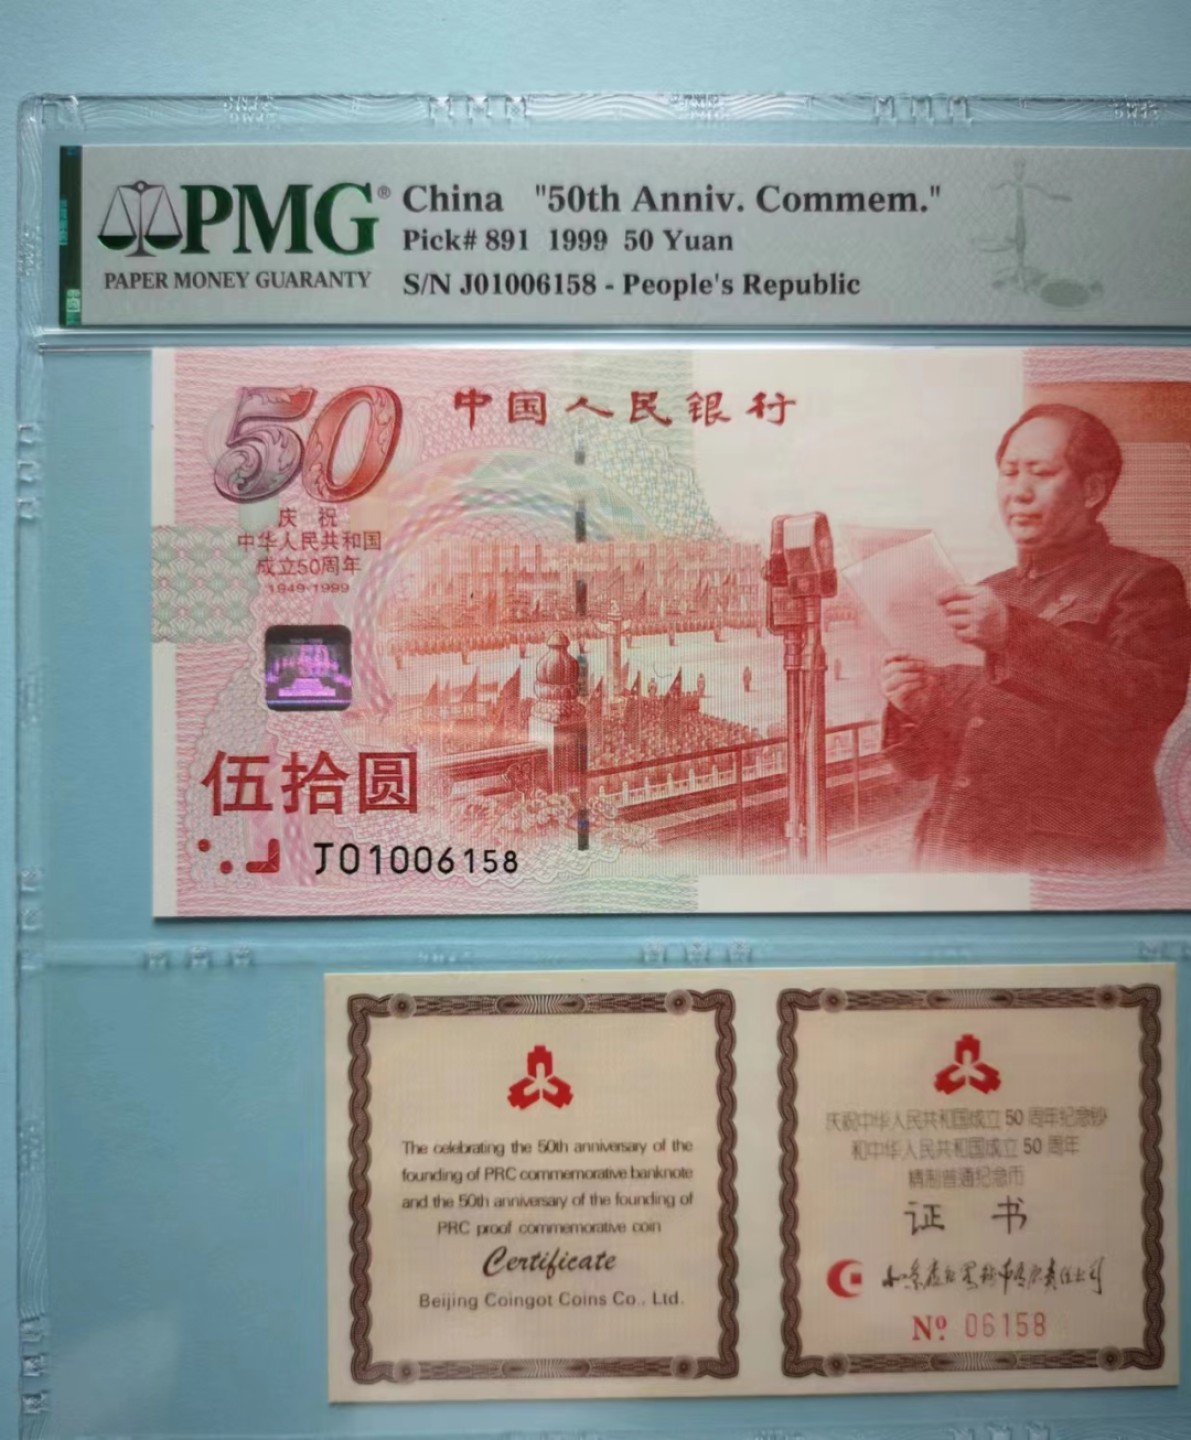 PMG®
PAPER MONEY GUARANTY
China "50th Anniv. Commem."
Pick# 891 1999 50 Yuan
S/N J01006158 - People's Republic
50
中国人民银行
庆祝
中华人民共和国
成立50周年
1949-1999
伍拾圆
J01006158
The celebrating the 50th anniversary of the
founding of PRC commemorative banknote
and the 50th anniversary of the founding of
PRC proof commemorative coin
Certificate
Beijing Coingot Coins Co., Ltd.
庆祝中华人民共和国成立 50 周年纪念钞
和中华人民共和国成立 50 周年
精制普通纪念币
证 书
№ 06158